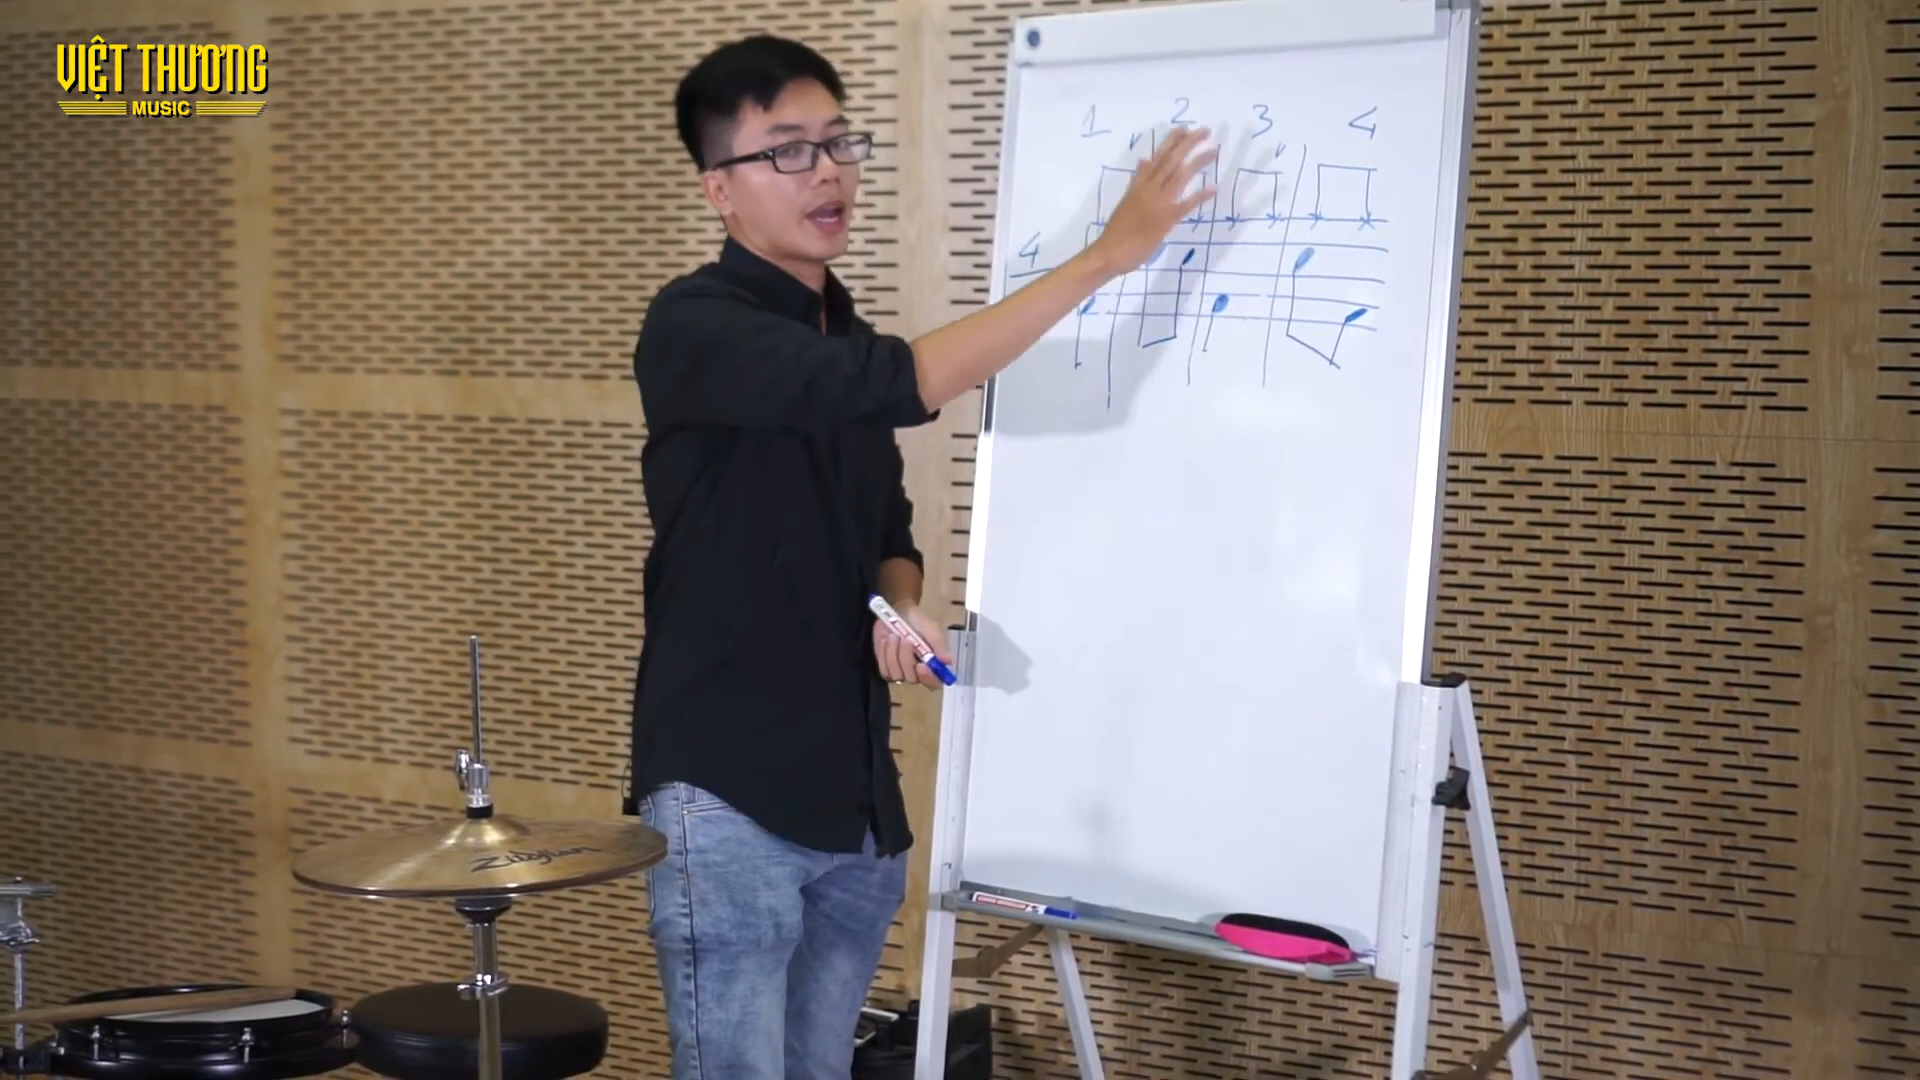 VIỆT THƯƠNG
MUSIC
1 2 3 4
4
Zildjian